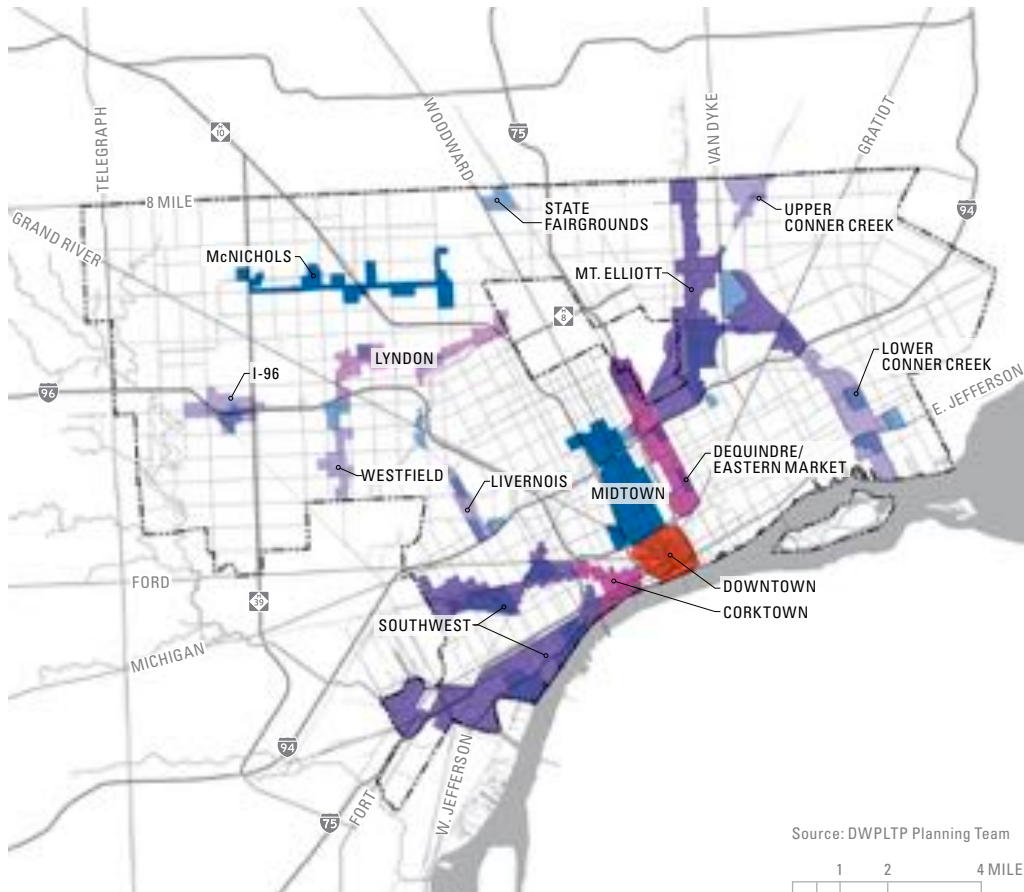 TELEGRAPH
M
10
WOODWARD
75
VAN DYKE
GRATIOT
8 MILE
GRAND RIVER
STATE
FAIRGROUNDS
UPPER
CONNER CREEK
94
McNICHOLS
MT. ELLIOTT
M
8
LYNDON
I-96
96
LOWER
CONNER CREEK
E. JEFFERSON
DEQUINDRE/
EASTERN MARKET
WESTFIELD
LIVERNOIS
MIDTOWN
FORD
DOWNTOWN
M
39
CORKTOWN
SOUTHWEST
MICHIGAN
94
FORT
W. JEFFERSON
75
Source: DWPLTP Planning Team
1 2 4 MILE